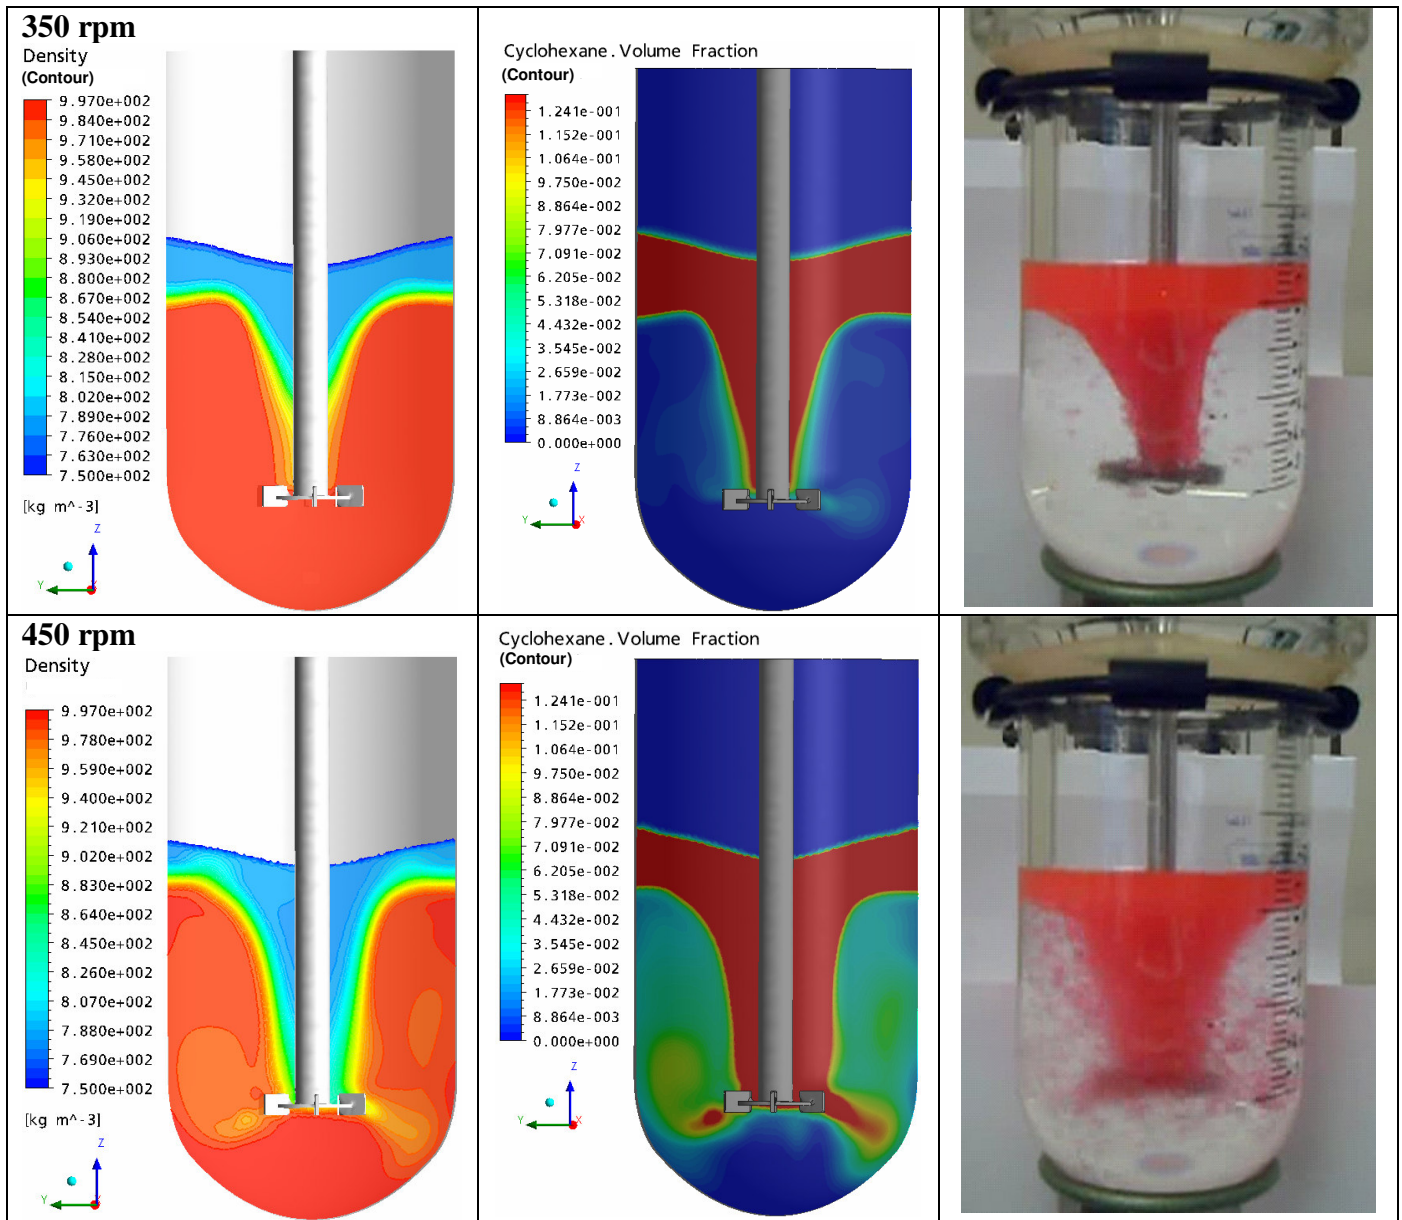 350 rpm
Density
(Contour)
9.970e+002
9.840e+002
9.710e+002
9.580e+002
9.450e+002
9.320e+002
9.190e+002
9.060e+002
8.930e+002
8.800e+002
8.670e+002
8.540e+002
8.410e+002
8.280e+002
8.150e+002
8.020e+002
7.890e+002
7.760e+002
7.630e+002
7.500e+002
[kg m^-3]
Z
Y
X
Cyclohexane.Volume Fraction
(Contour)
1.241e-001
1.152e-001
1.064e-001
9.750e-002
8.864e-002
7.977e-002
7.091e-002
6.205e-002
5.318e-002
4.432e-002
3.545e-002
2.659e-002
1.773e-002
8.864e-003
0.000e+000
Z
Y
X
450 rpm
Density
9.970e+002
9.780e+002
9.590e+002
9.400e+002
9.210e+002
9.020e+002
8.830e+002
8.640e+002
8.450e+002
8.260e+002
8.070e+002
7.880e+002
7.690e+002
7.500e+002
[kg m^-3]
Z
Y
X
Cyclohexane.Volume Fraction
(Contour)
1.241e-001
1.152e-001
1.064e-001
9.750e-002
8.864e-002
7.977e-002
7.091e-002
6.205e-002
5.318e-002
4.432e-002
3.545e-002
2.659e-002
1.773e-002
8.864e-003
0.000e+000
Z
Y
X